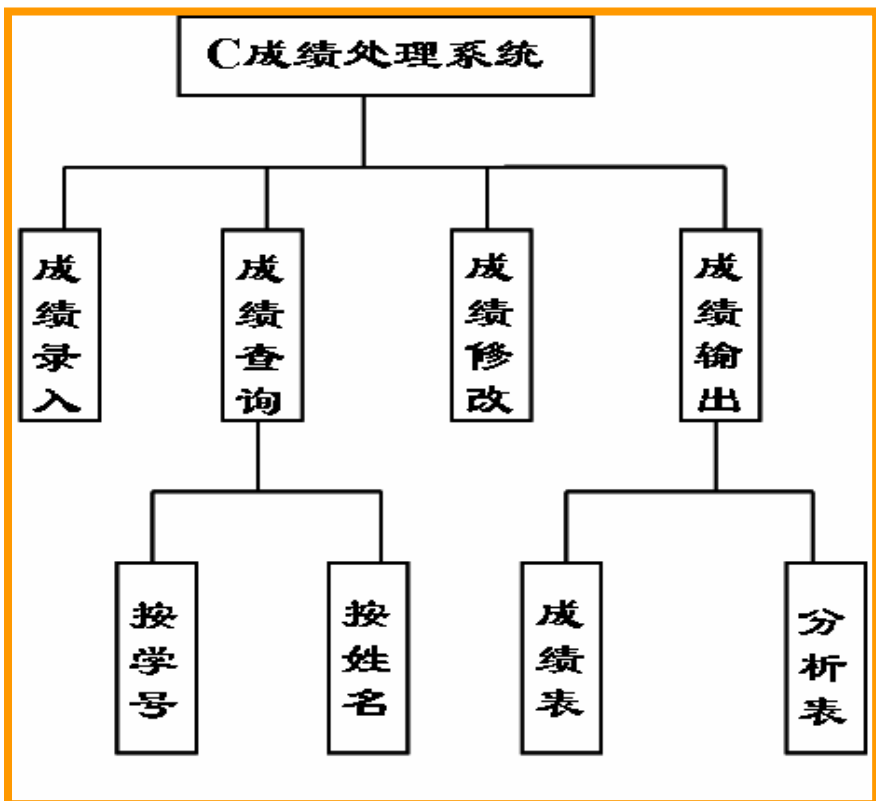 C成绩处理系统
成绩录入
成绩查询
成绩修改
成绩输出
按学号
按姓名
成绩表
分析表